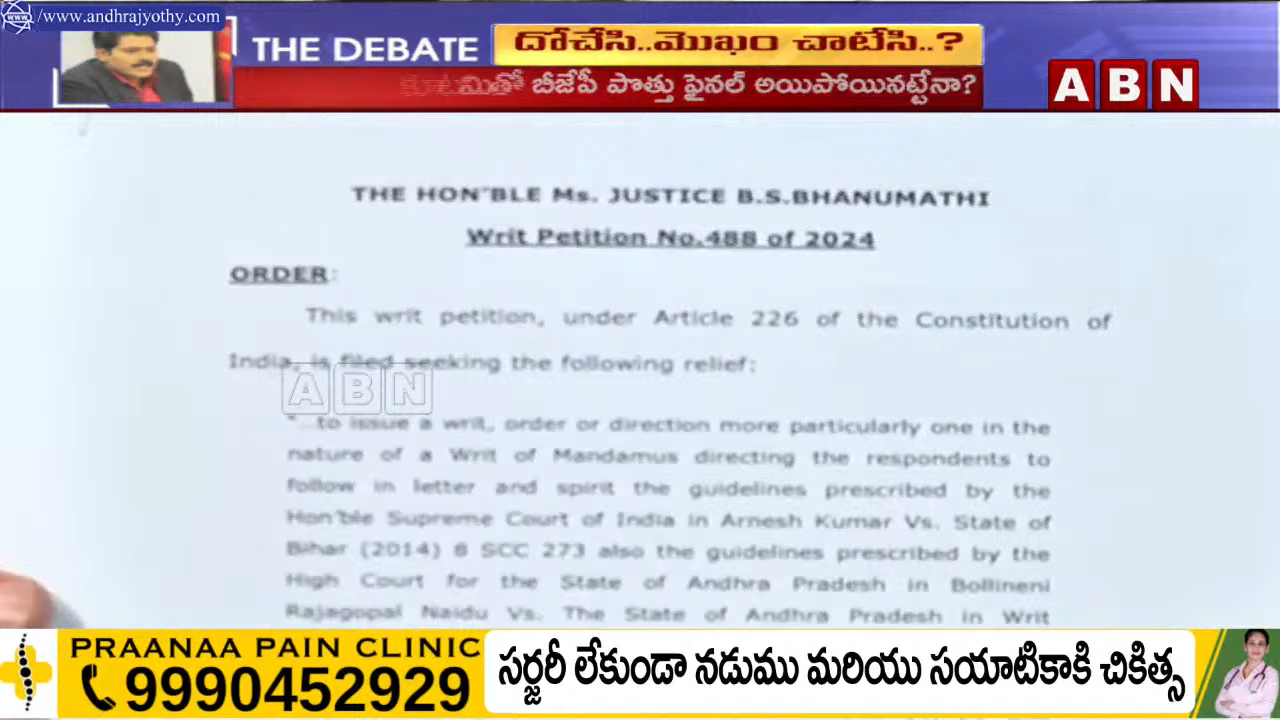 www
/www.andhrajyothy.com
THE DEBATE
దోచేసి..మొఖం చాటేసి..?
కూటమితో బీజేపీ పొత్తు ఫైనల్ అయిపోయినట్టేనా?
ABN
THE HON'BLE Ms. JUSTICE B.S.BHANUMATHI
Writ Petition No.488 of 2024
ORDER:
This writ petition, under Article 226 of the Constitution of
India, is filed seeking the following relief:
ABN
"...to issue a writ, order or direction more particularly one in the
nature of a Writ of Mandamus directing the respondents to
follow in letter and spirit the guidelines prescribed by the
Hon'ble Supreme Court of India in Arnesh Kumar Vs. State of
Bihar (2014) 8 SCC 273 also the guidelines prescribed by the
High Court for the State of Andhra Pradesh in Bollineni
Rajagopal Naidu Vs. The State of Andhra Pradesh in Writ
PRAANAA PAIN CLINIC
9990452929
సర్జరీ లేకుండా నడుము మరియు సయాటికాకి చికిత్స